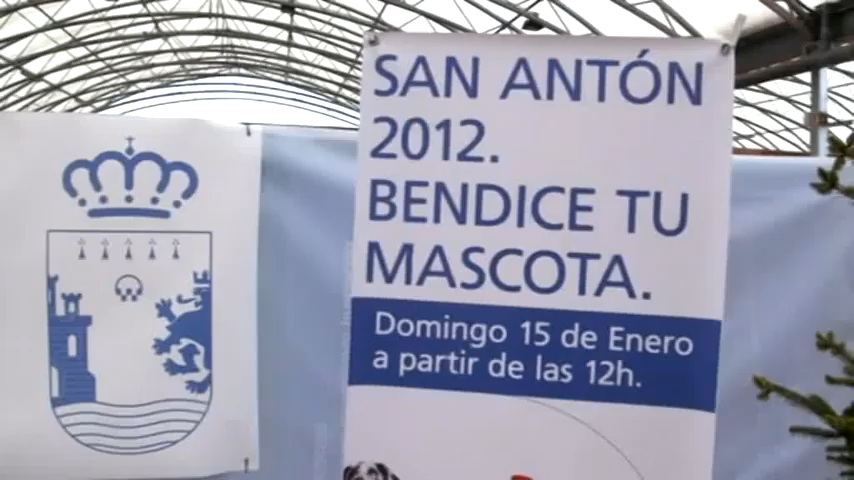 SAN ANTÓN
2012.
BENDICE TU
MASCOTA.
Domingo 15 de Enero
a partir de las 12h.